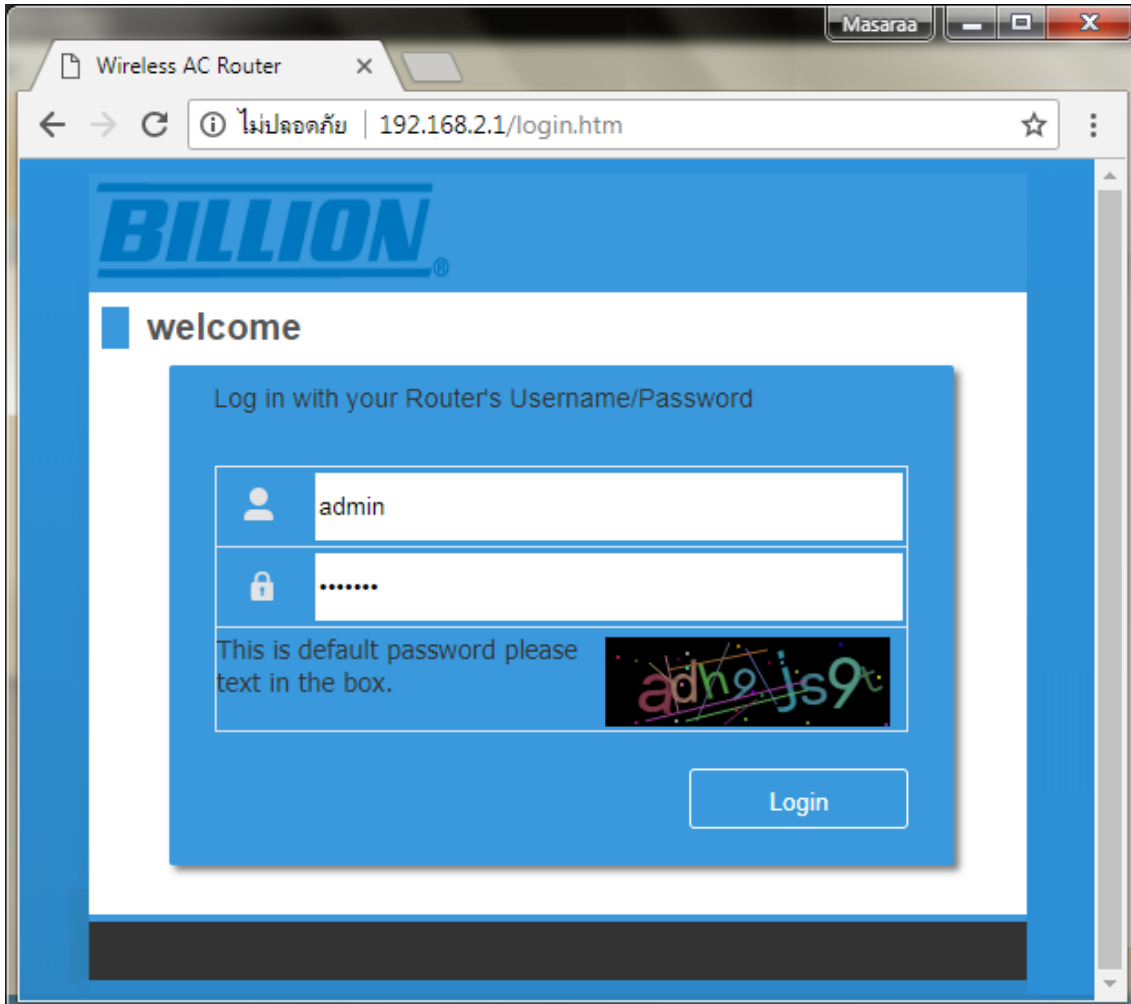 Masaraa
Wireless AC Router
ไม่ปลอดภัย | 192.168.2.1/login.htm
BILLION®
welcome
Log in with your Router's Username/Password
admin
•••••••
This is default password please
text in the box.
adh9js9t
Login